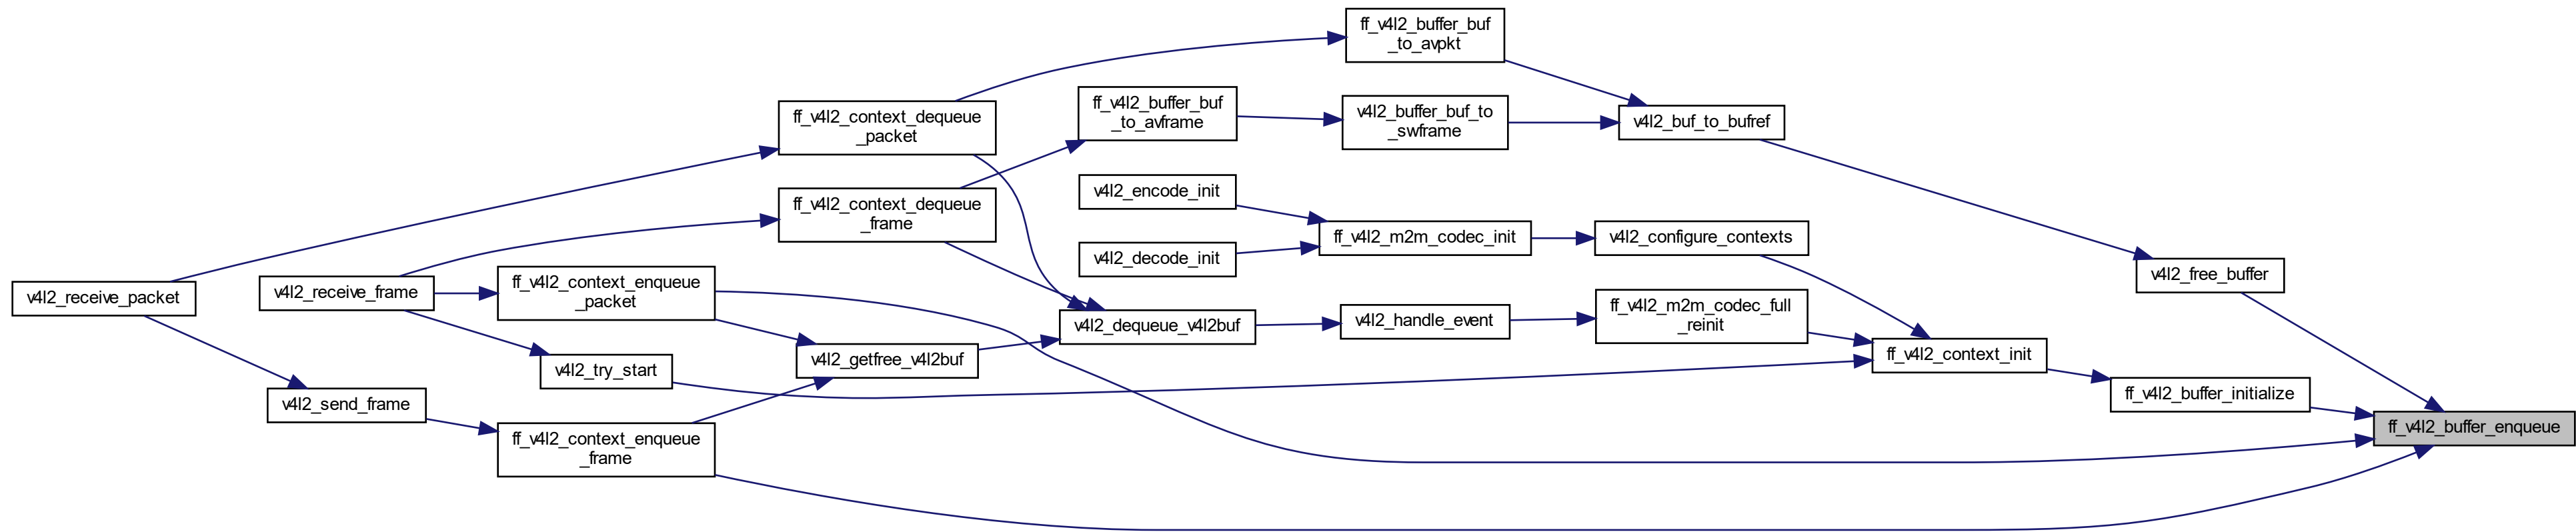 ff_v4l2_buffer_buf
_to_avpkt
ff_v4l2_context_dequeue
_packet
ff_v4l2_buffer_buf
_to_avframe
v4l2_buffer_buf_to
_swframe
v4l2_buf_to_bufref
v4l2_encode_init
ff_v4l2_context_dequeue
_frame
ff_v4l2_m2m_codec_init
v4l2_configure_contexts
v4l2_decode_init
v4l2_free_buffer
v4l2_receive_packet
v4l2_receive_frame
ff_v4l2_context_enqueue
_packet
v4l2_dequeue_v4l2buf
v4l2_handle_event
ff_v4l2_m2m_codec_full
_reinit
v4l2_try_start
v4l2_getfree_v4l2buf
ff_v4l2_context_init
v4l2_send_frame
ff_v4l2_buffer_initialize
ff_v4l2_context_enqueue
_frame
ff_v4l2_buffer_enqueue